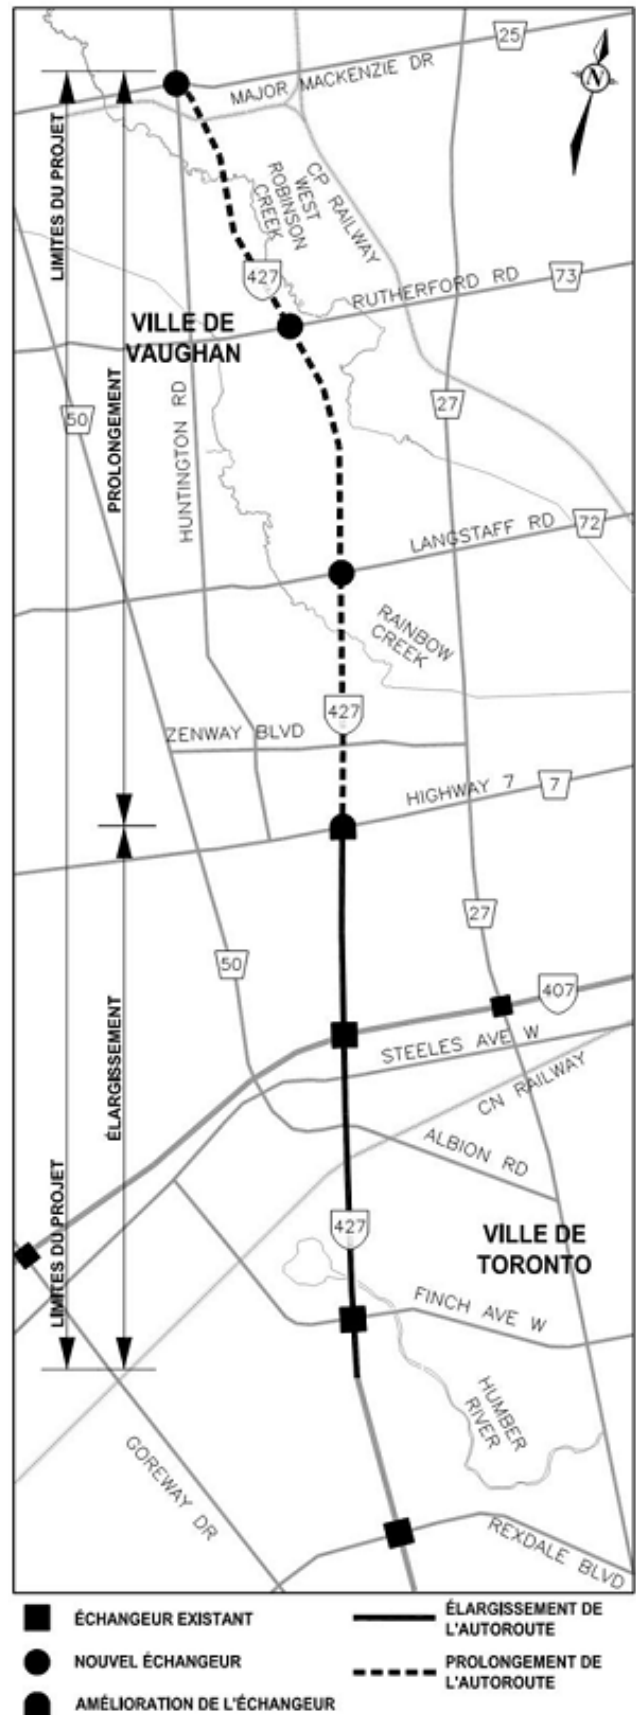 25
MAJOR MACKENZIE DR
N
LIMITES DU PROJET
CP RAILWAY
WEST
ROBINSON
CREEK
427
RUTHERFORD RD
73
VILLE DE
VAUGHAN
PROLONGEMENT
50
HUNTINGTON RD
27
LANGSTAFF RD
72
RAINBOW
CREEK
427
ZENWAY BLVD
HIGHWAY 7
7
27
50
407
ÉLARGISSEMENT
STEELES AVE W
CN RAILWAY
ALBION RD
LIMITES DU PROJET
427
VILLE DE
TORONTO
FINCH AVE W
HUMBER
RIVER
GOREWAY DR
REXDALE BLVD
ÉCHANGEUR EXISTANT
NOUVEL ÉCHANGEUR
AMÉLIORATION DE L'ÉCHANGEUR
ÉLARGISSEMENT DE
L'AUTOROUTE
PROLONGEMENT DE
L'AUTOROUTE